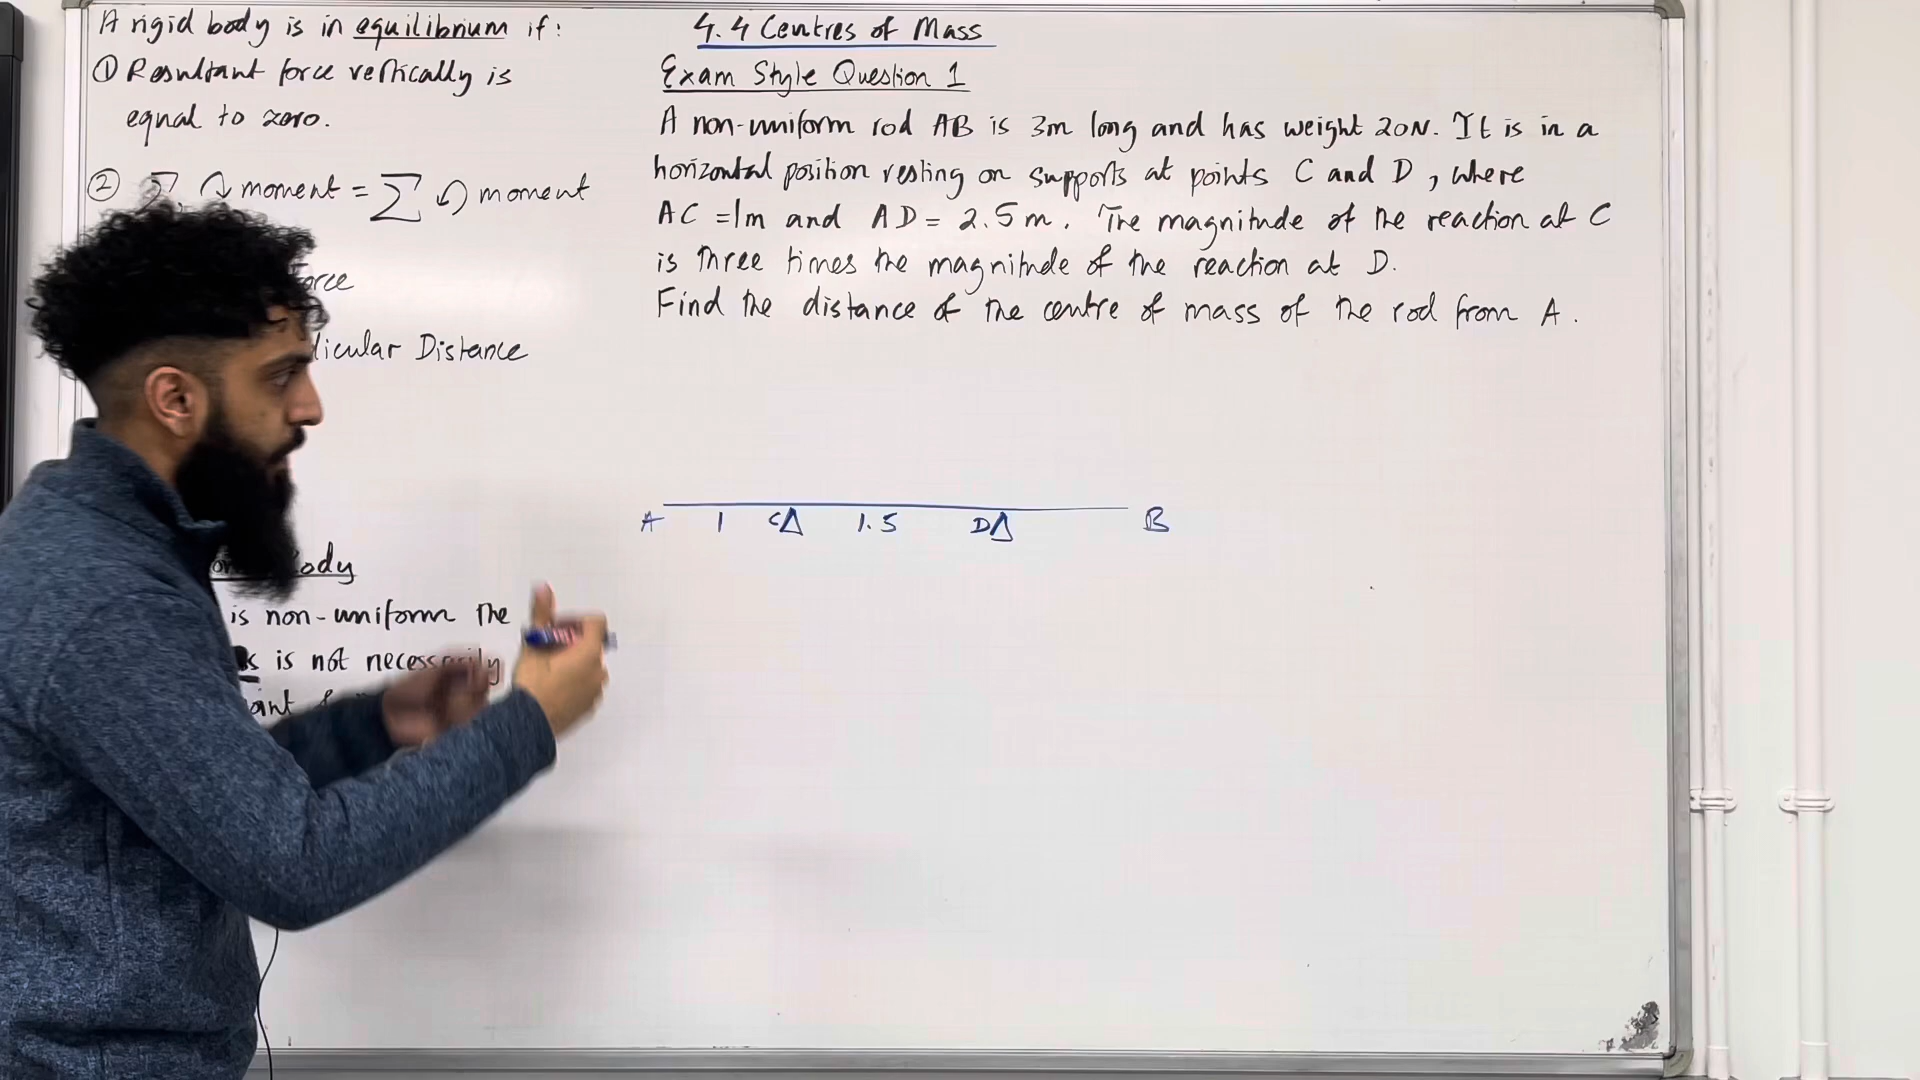 A rigid body is in equilibrium if:
① Resultant force vertically is
equal to zero.
② Σ ↻ moment = Σ ↺ moment
Distance
is non-uniform the
is not necessarily
4.4 Centres of Mass
Exam Style Question 1
A non-uniform rod AB is 3m long and has weight 20N. It is in a
horizontal position resting on supports at points C and D, where
AC = 1m and AD = 2.5m. The magnitude of the reaction at C
is three times the magnitude of the reaction at D.
Find the distance of the centre of mass of the rod from A.
A 1 C△ 1.5 D△ B